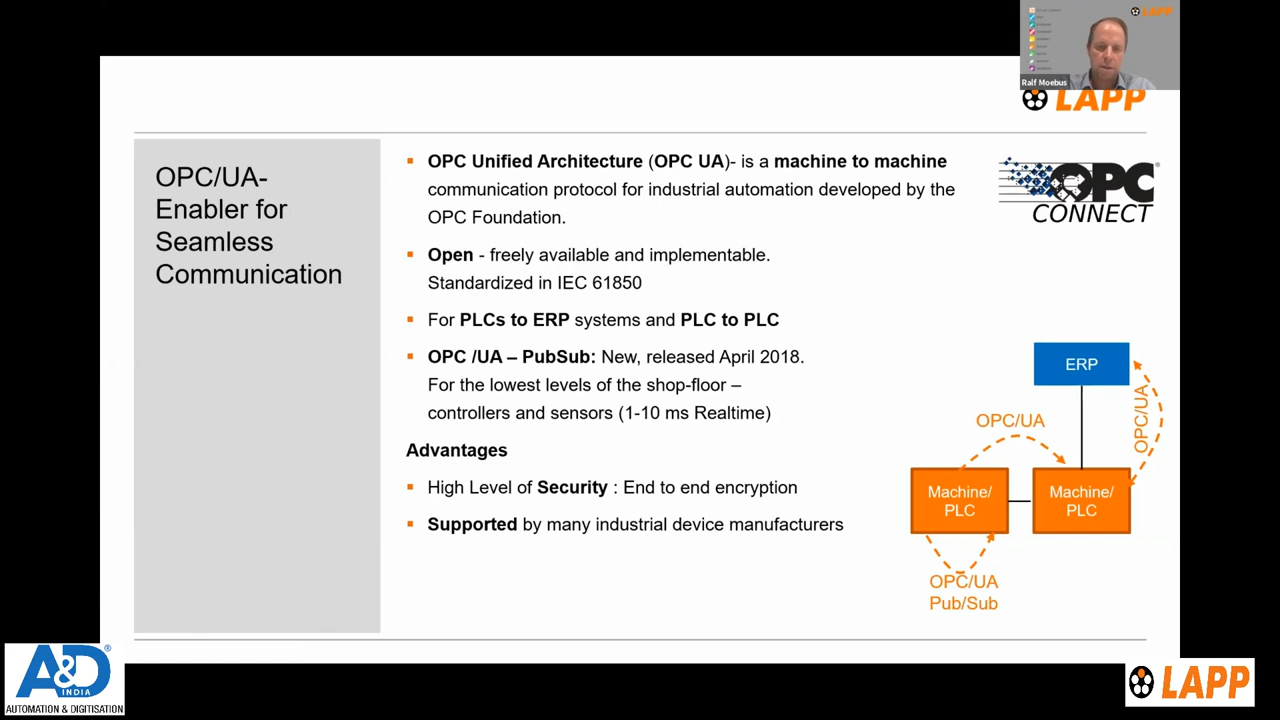 LAPP
Ralf Moebus
LAPP
OPC/UA-
Enabler for
Seamless
Communication
▪ OPC Unified Architecture (OPC UA)- is a machine to machine
communication protocol for industrial automation developed by the
OPC Foundation.
▪ Open - freely available and implementable.
Standardized in IEC 61850
▪ For PLCs to ERP systems and PLC to PLC
▪ OPC /UA – PubSub: New, released April 2018.
For the lowest levels of the shop-floor –
controllers and sensors (1-10 ms Realtime)
Advantages
▪ High Level of Security : End to end encryption
▪ Supported by many industrial device manufacturers
OPC®
CONNECT
ERP
OPC/UA
OPC/UA
Machine/
PLC
Machine/
PLC
OPC/UA
Pub/Sub
A&D®
INDIA
AUTOMATION & DIGITISATION
LAPP